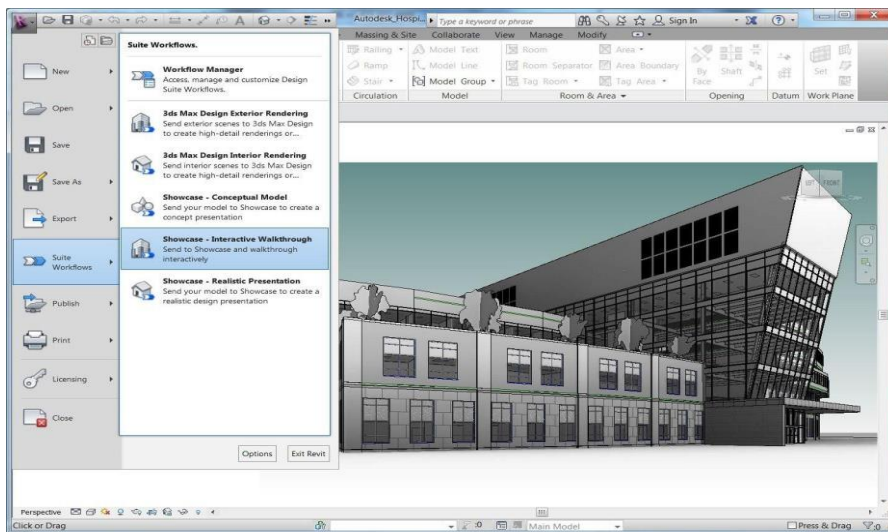 Autodesk_Hospi...
Type a keyword or phrase
Sign In
Massing & Site Collaborate View Manage Modify
Railing Model Text Room Area
Ramp Model Line Room Separator Area Boundary
Stair Model Group Tag Room Tag Area
By Face Shaft Set
Circulation Model Room & Area Opening Datum Work Plane
Suite Workflows.
Workflow Manager
Access, manage and customize Design
Suite Workflows.
3ds Max Design Exterior Rendering
Send exterior scenes to 3ds Max Design
to create high-detail renderings or...
3ds Max Design Interior Rendering
Send interior scenes to 3ds Max Design
to create high-detail renderings or...
Showcase - Conceptual Model
Send your model to Showcase to create a
concept presentation
Showcase - Interactive Walkthrough
Send to Showcase and walkthrough
interactively
Showcase - Realistic Presentation
Send your model to Showcase to create a
realistic design presentation
New
Open
Save
Save As
Export
Suite
Workflows
Publish
Print
Licensing
Close
Options Exit Revit
LEFT FRONT
Perspective
Click or Drag
:0
Main Model
Press & Drag
:0